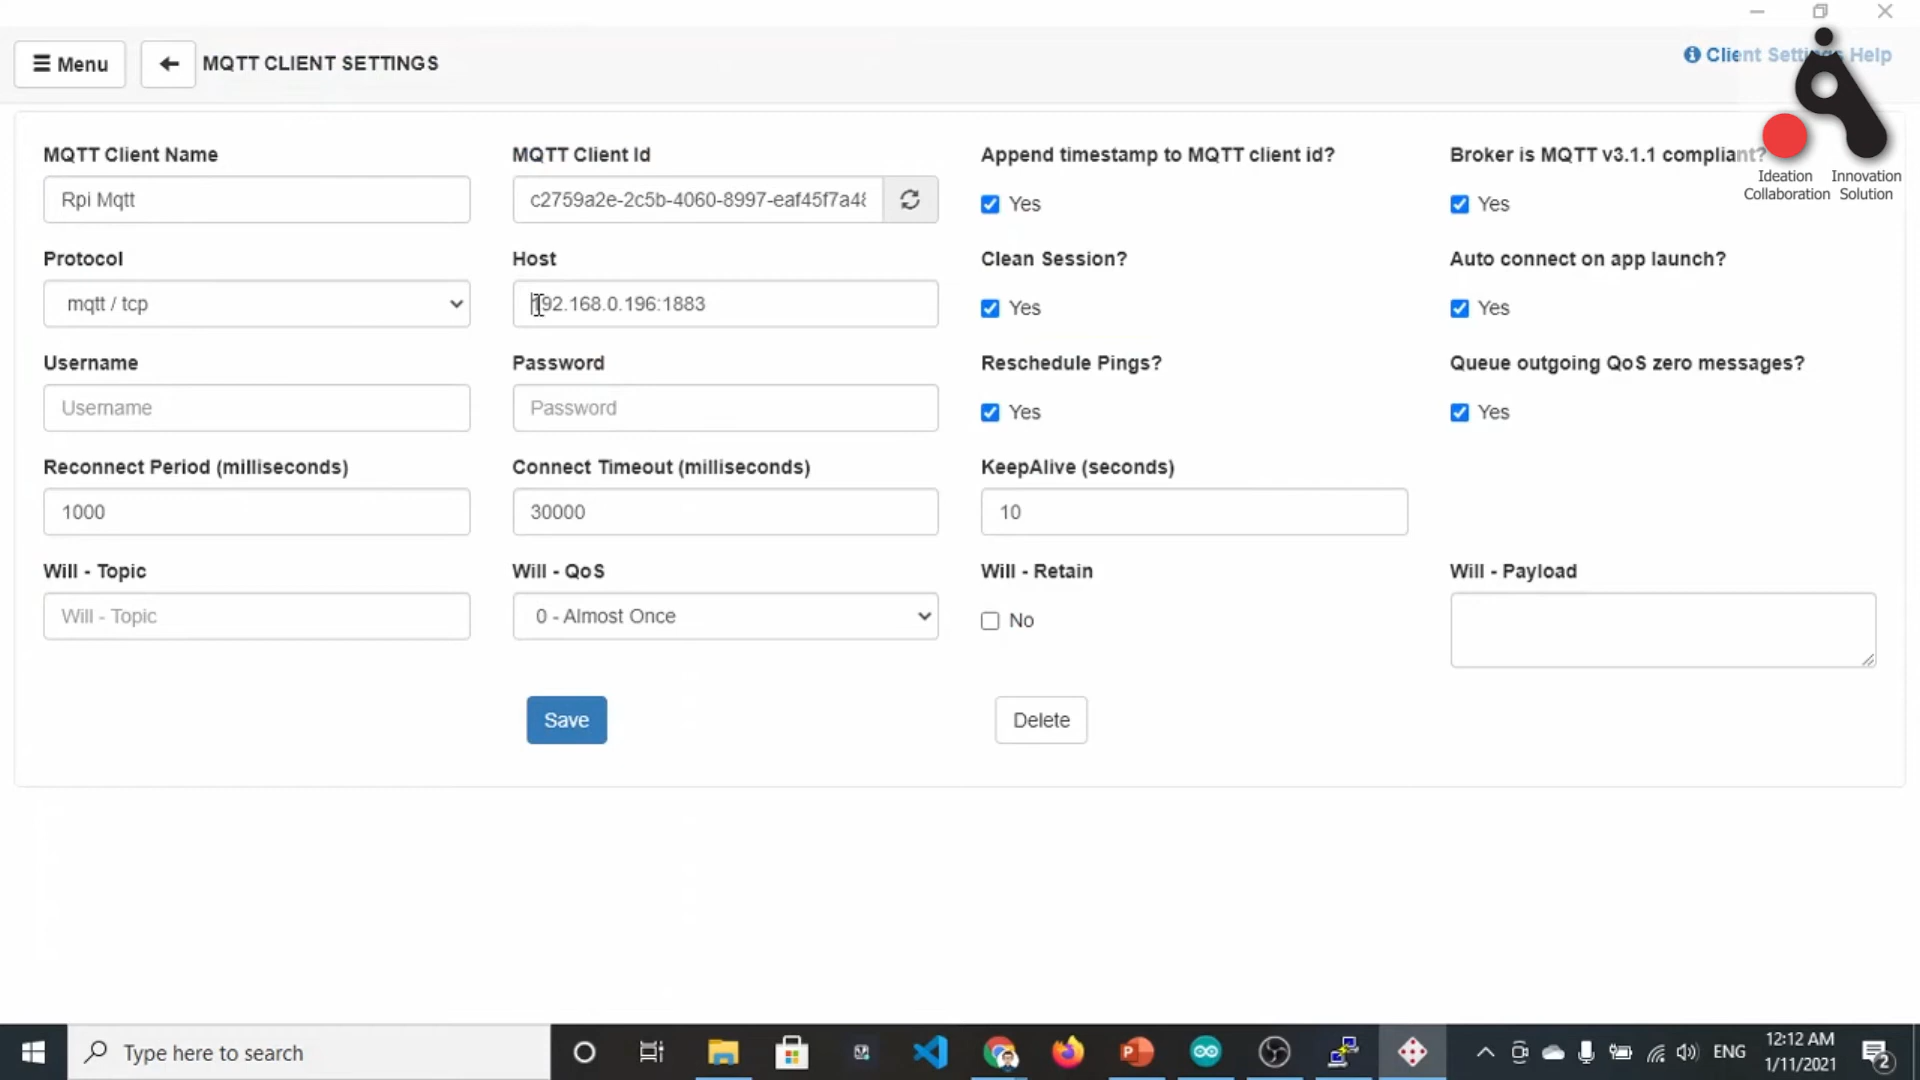 Menu
MQTT CLIENT SETTINGS
Client Settings Help
MQTT Client Name
MQTT Client Id
Append timestamp to MQTT client id?
Broker is MQTT v3.1.1 compliant?
Rpi Mqtt
c2759a2e-2c5b-4060-8997-eaf45f7a48
Yes
Yes
Ideation Innovation
Collaboration Solution
Protocol
Host
Clean Session?
Auto connect on app launch?
mqtt / tcp
192.168.0.196:1883
Yes
Yes
Username
Password
Reschedule Pings?
Queue outgoing QoS zero messages?
Username
Password
Yes
Yes
Reconnect Period (milliseconds)
Connect Timeout (milliseconds)
KeepAlive (seconds)
1000
30000
10
Will - Topic
Will - QoS
Will - Retain
Will - Payload
Will - Topic
0 - Almost Once
No
Save
Delete
Type here to search
ENG
12:12 AM
1/11/2021
2